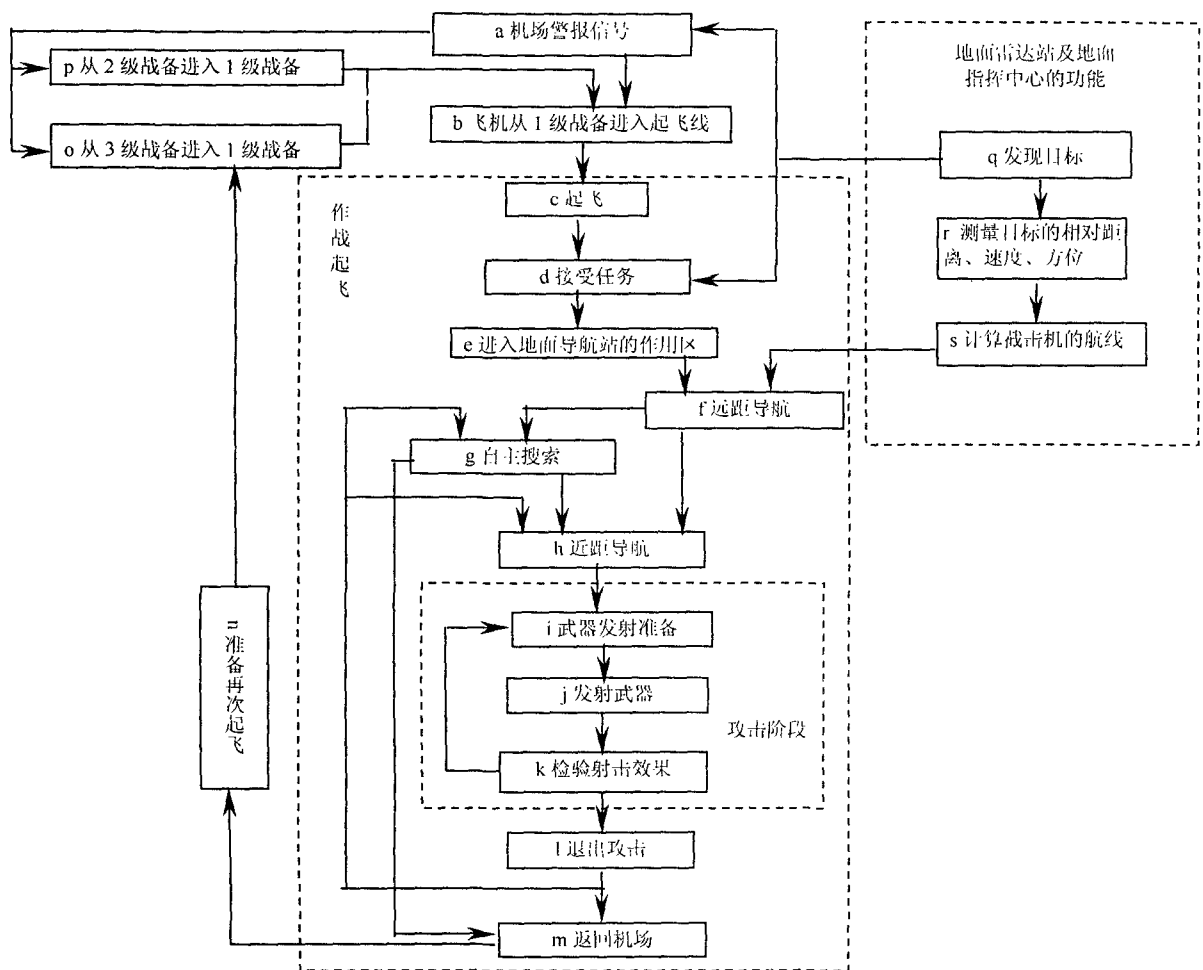 a 机场警报信号
p 从2级战备进入1级战备
o 从3级战备进入1级战备
b 飞机从1级战备进入起飞线
地面雷达站及地面
指挥中心的功能
q 发现目标
r 测量目标的相对距
离、速度、方位
s 计算截击机的航线
作
战
起
飞
c 起飞
d 接受任务
e 进入地面导航站的作用区
f 远距导航
g 自主搜索
h 近距导航
i 武器发射准备
j 发射武器
k 检验射击效果
攻击阶段
l 退出攻击
m 返回机场
n
准
备
再
次
起
飞